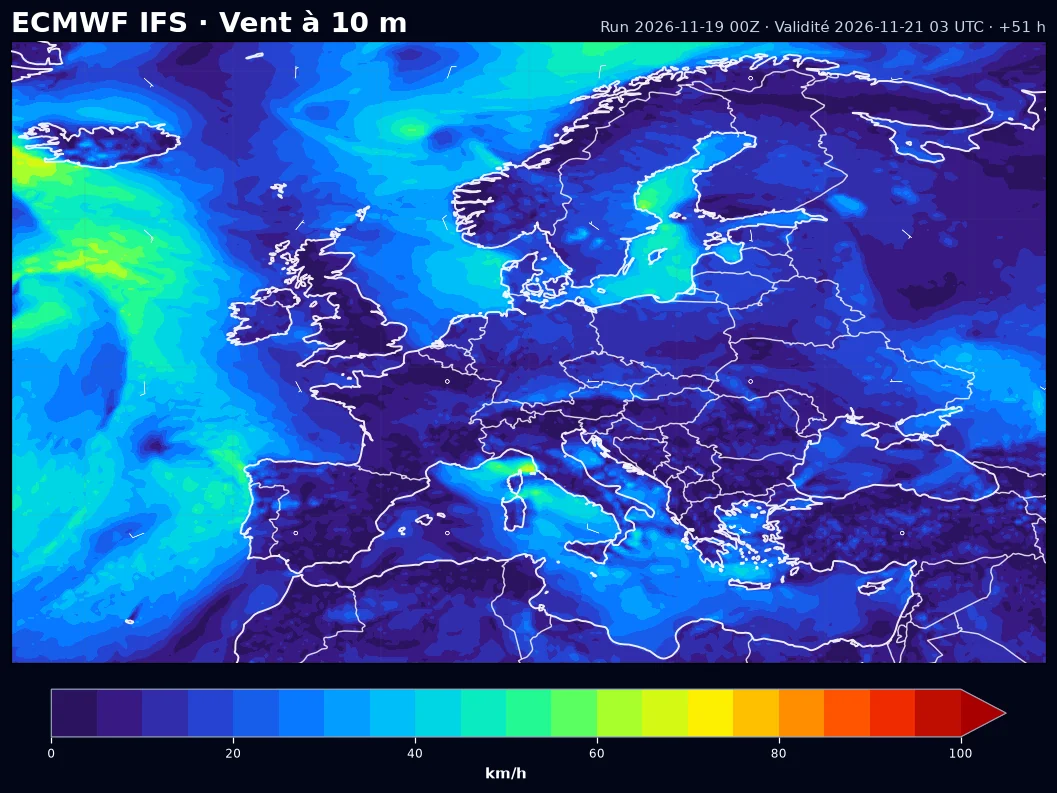 ECMWF IFS · Vent à 10 m
Run 2026-11-19 00Z · Validité 2026-11-21 03 UTC · +51 h
0 20 40 60 80 100
km/h